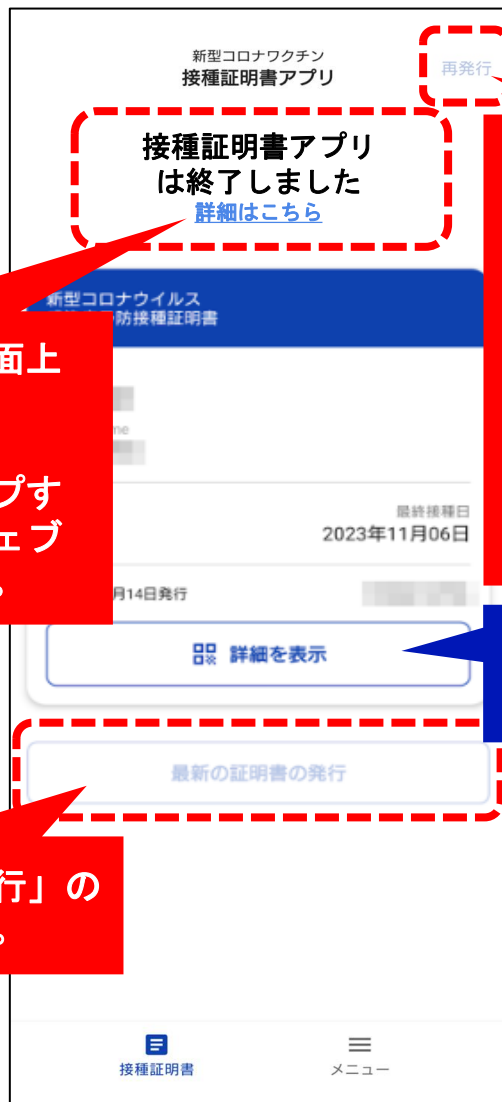 新型コロナワクチン
接種証明書アプリ
再発行
接種証明書アプリ
は終了しました
詳細はこちら
新型コロナウイルス
防接種証明書
面上
プす
ェブ
。
最終接種日
2023年11月06日
月14日発行
詳細を表示
最新の証明書の発行
行」の
。
接種証明書
メニュー